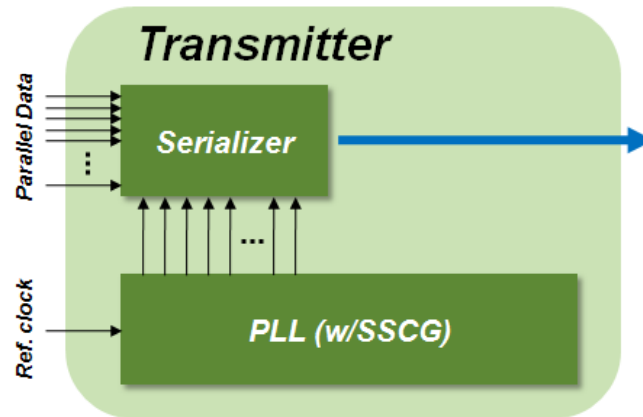 Transmitter
Parallel Data
Serializer
...
...
Ref. clock
PLL (w/SSCG)